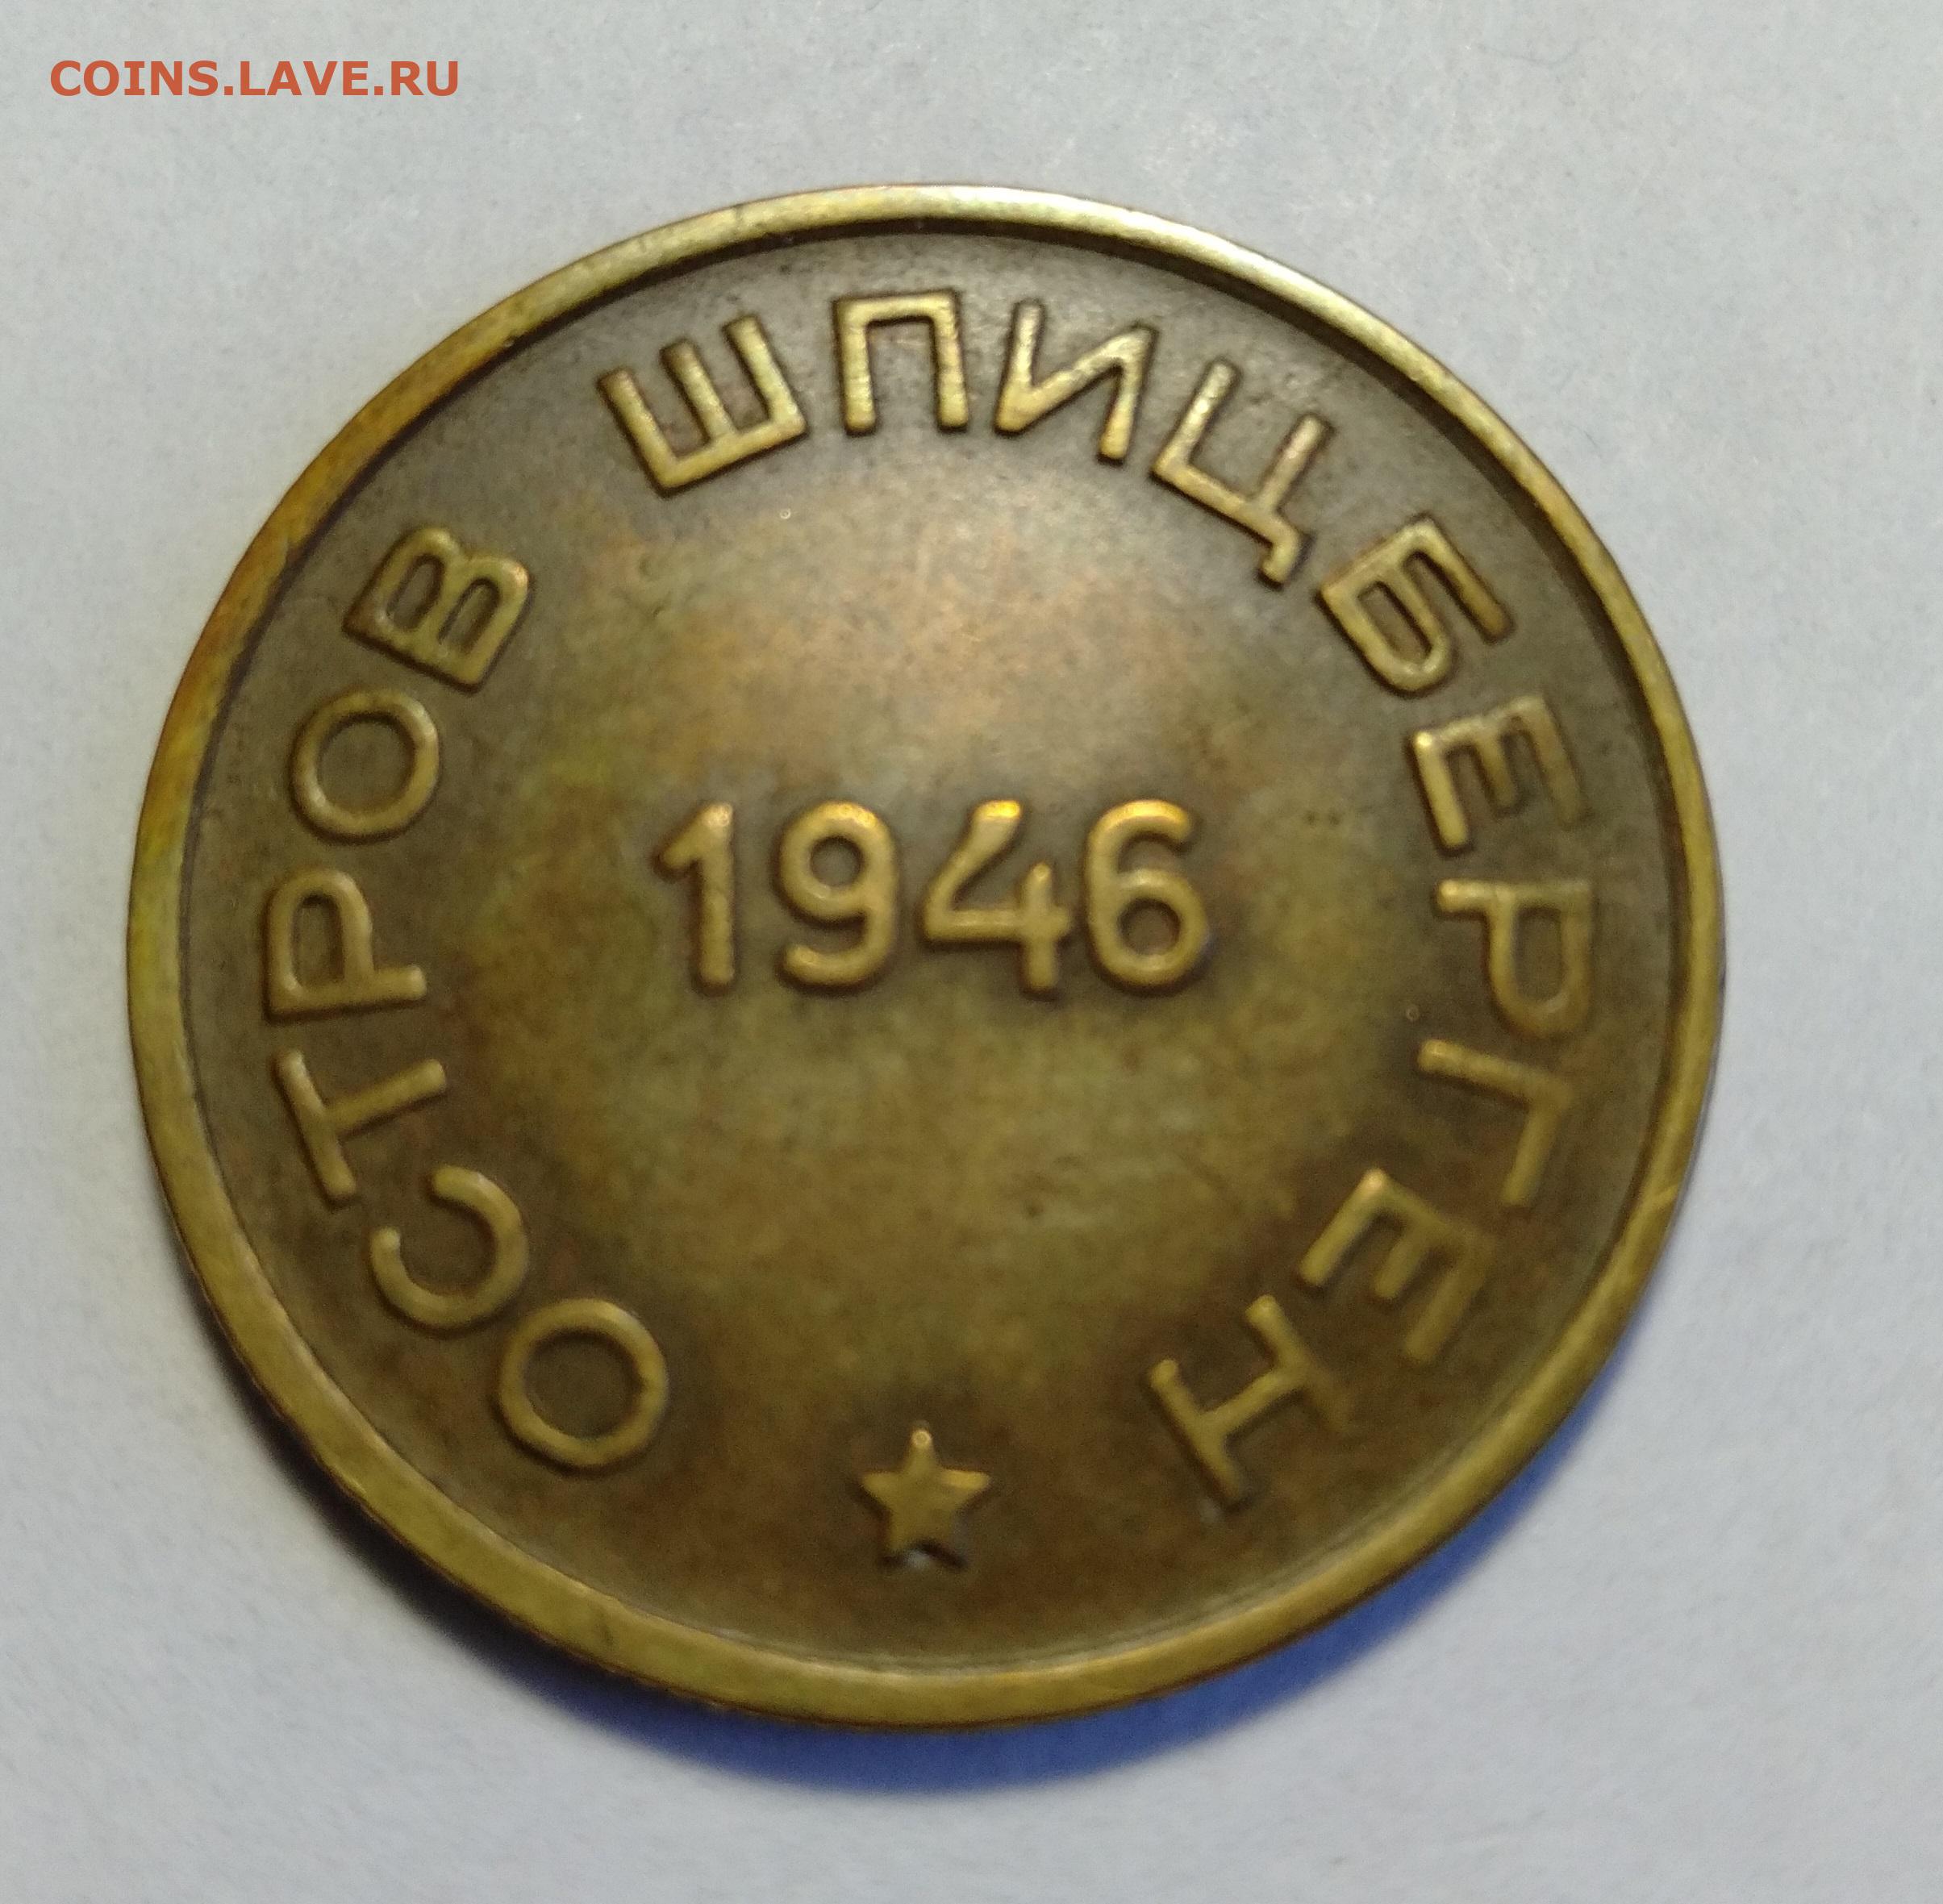 COINS.LAVE.RU
ОСТРОВ ШПИЦБЕРГЕН
1946